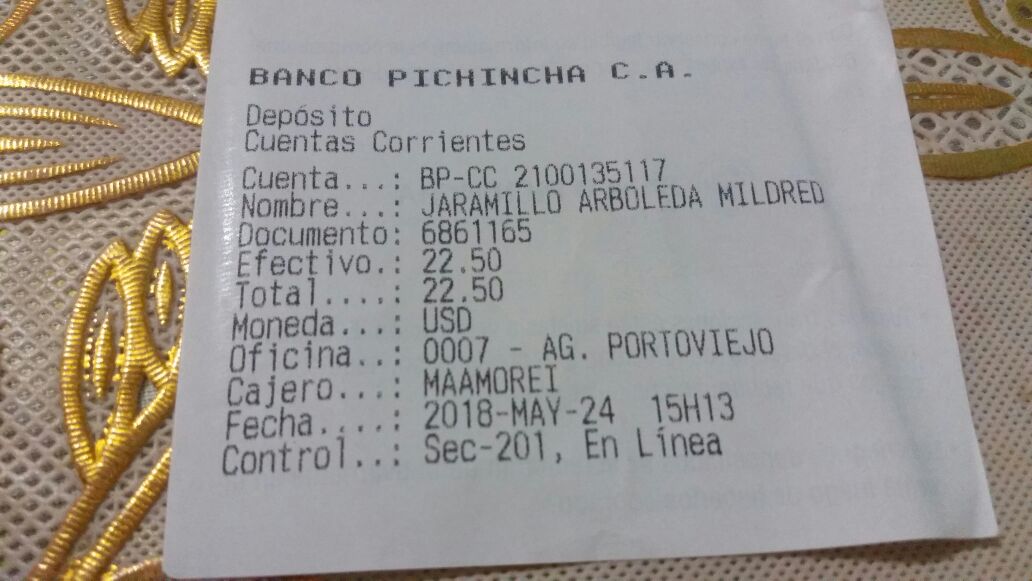 BANCO PICHINCHA C.A.
Depósito
Cuentas Corrientes
Cuenta...: BP-CC 2100135117
Nombre...: JARAMILLO ARBOLEDA MILDRED
Documento: 6861165
Efectivo.: 22.50
Total....: 22.50
Moneda...: USD
Oficina..: 0007 - AG. PORTOVIEJO
Cajero...: MAAMOREI
Fecha....: 2018-MAY-24 15H13
Control..: Sec-201, En Línea